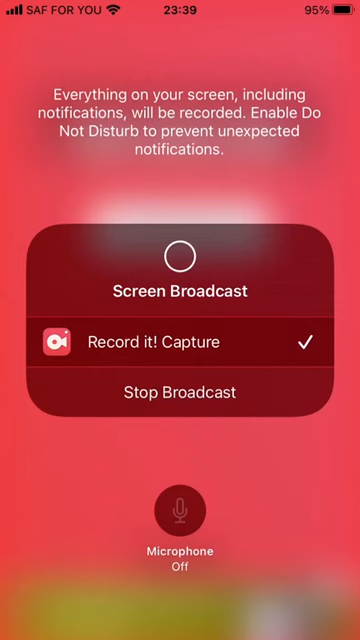 SAF FOR YOU 23:39 95%
Everything on your screen, including
notifications, will be recorded. Enable Do
Not Disturb to prevent unexpected
notifications.
Screen Broadcast
Record it! Capture
Stop Broadcast
Microphone
Off